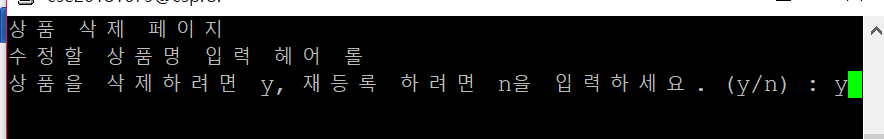 상품 삭제 페이지
수정할 상품명 입력 헤어 롤
상품을 삭제하려면 y, 재등록 하려면 n을 입력하세요. (y/n) : y